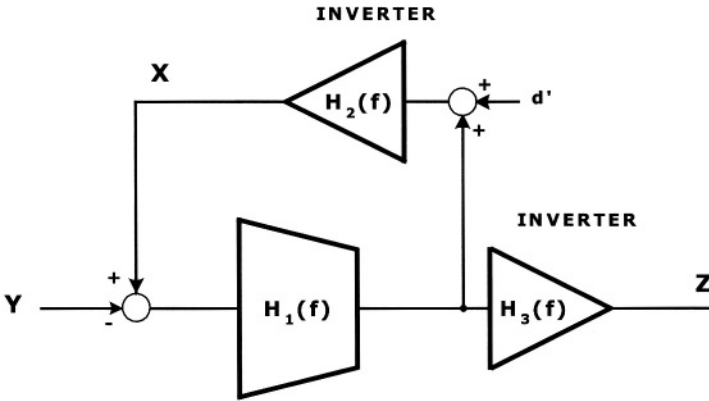 INVERTER
X
+
H2(f)
d'
+
INVERTER
+
Y
-
H1(f)
H3(f)
Z